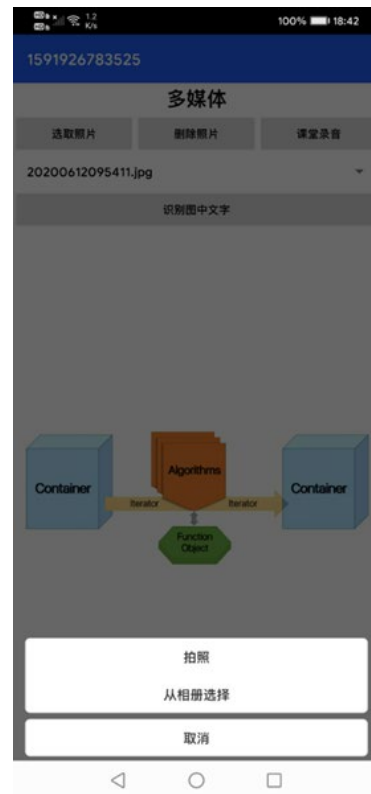 1.2 K/s 100% 18:42
1591926783525
多媒体
选取照片 删除照片 课堂录音
20200612095411.jpg
识别图中文字
Algorithms
Container Container
Iterator Iterator
Function
Object
拍照
从相册选择
取消